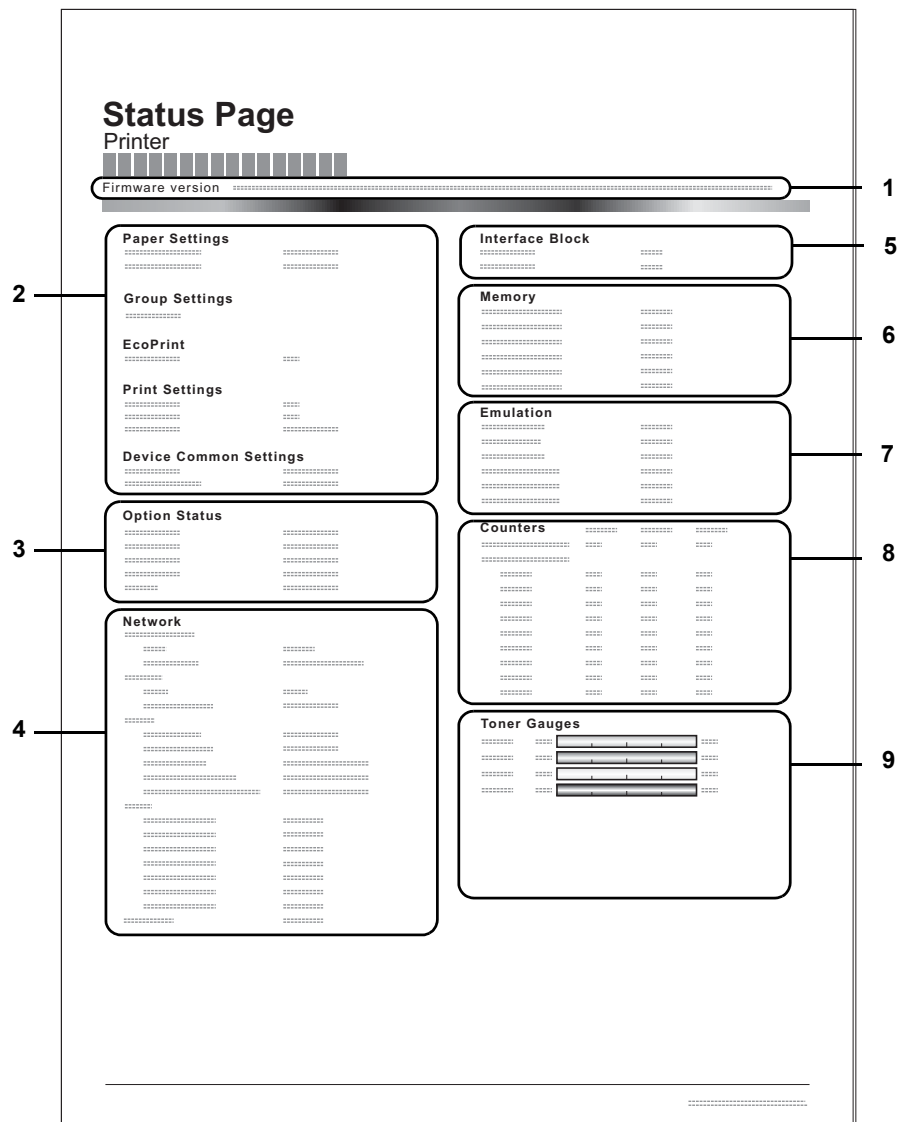 Status Page
Printer
Firmware version
1
Paper Settings
2
Group Settings
EcoPrint
Print Settings
Device Common Settings
Option Status
3
Network
4
Interface Block
5
Memory
6
Emulation
7
Counters
8
Toner Gauges
9